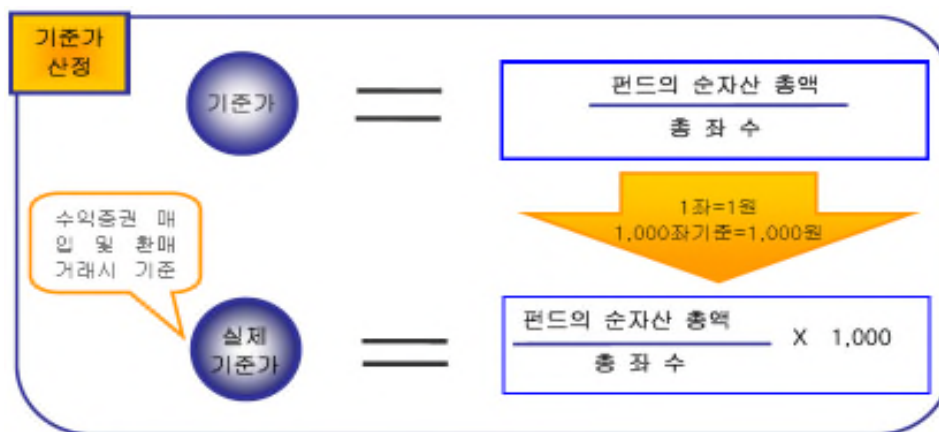 기준가
산정
기준가
펀드의 순자산 총액
총 좌 수
1좌=1원
1,000좌기준=1,000원
수익증권 매
입 및 환매
거래시 기준
실제
기준가
펀드의 순자산 총액
총 좌 수
X 1,000